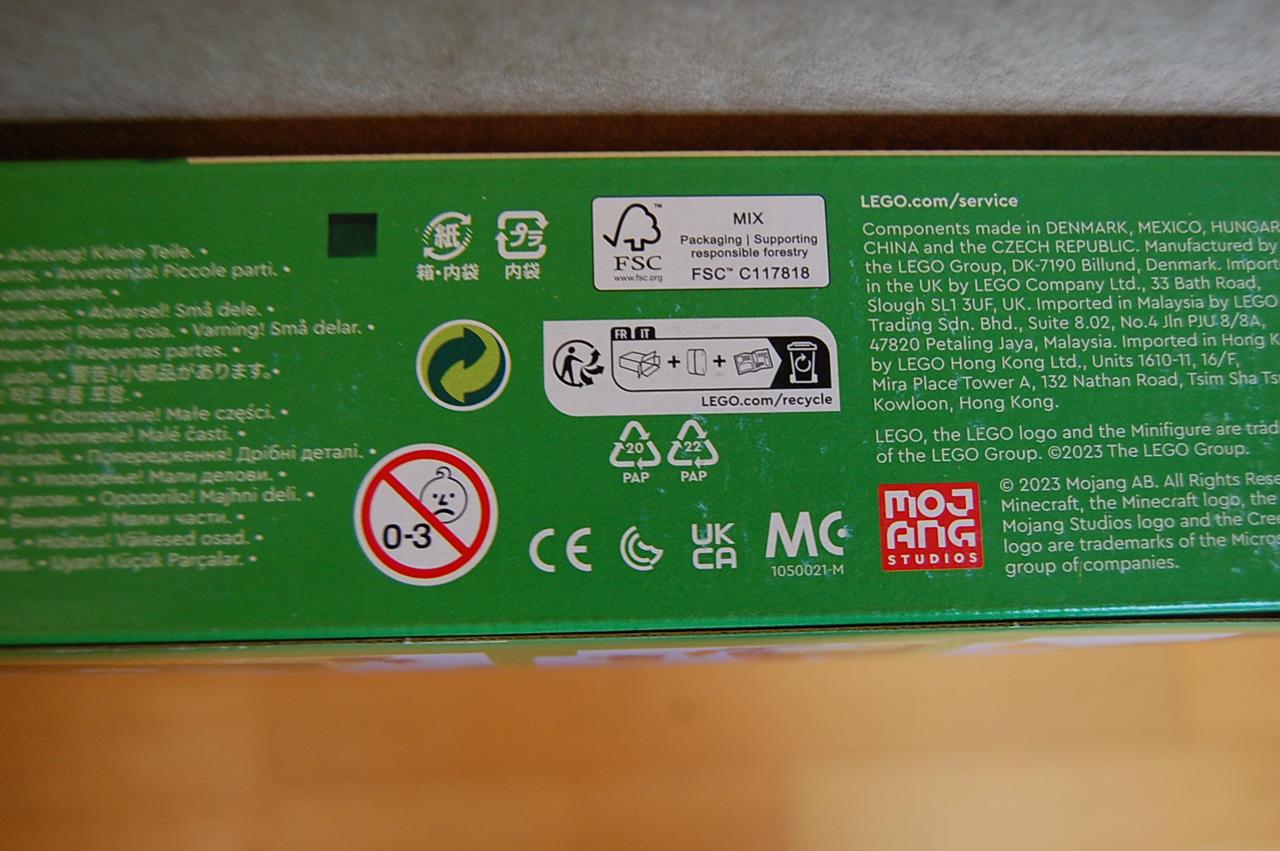 Achtung! Kleine Teile. •
• Avvertenza! Piccole parti. •
onderdelen. •
• Advarsel! Små dele. •
Pieniä osia. • Varning! Små delar. •
Pequenas partes. •
警告!小部品があります。•
작은 부품 포함. •
• Ostrzeżenie! Małe części. •
• Upozornění! Malé části. •
• Попередження! Дрібні деталі. •
• Упозорење! Мали делови. •
• Opozorilo! Majhni deli. •
• Внимание! Малки части. •
• Hoiatus! Väikesed osad. •
• Uyarı! Küçük Parçalar. •
紙
箱・内袋
プラ
内袋
FSC
www.fsc.org
MIX
Packaging | Supporting
responsible forestry
FSC™ C117818
FR IT
LEGO.com/recycle
20
PAP
22
PAP
0-3
CE
UK
CA
MC
1050021-M
LEGO.com/service
Components made in DENMARK, MEXICO, HUNGAR
CHINA and the CZECH REPUBLIC. Manufactured by
the LEGO Group, DK-7190 Billund, Denmark. Import
in the UK by LEGO Company Ltd., 33 Bath Road,
Slough SL1 3UF, UK. Imported in Malaysia by LEGO
Trading Sdn. Bhd., Suite 8.02, No.4 Jln PJU 8/8A,
47820 Petaling Jaya, Malaysia. Imported in Hong K
by LEGO Hong Kong Ltd., Units 1610-11, 16/F,
Mira Place Tower A, 132 Nathan Road, Tsim Sha Ts
Kowloon, Hong Kong.
LEGO, the LEGO logo and the Minifigure are trad
of the LEGO Group. ©2023 The LEGO Group.
MOJ
ANG
STUDIOS
© 2023 Mojang AB. All Rights Rese
Minecraft, the Minecraft logo, the
Mojang Studios logo and the Cre
logo are trademarks of the Micros
group of companies.